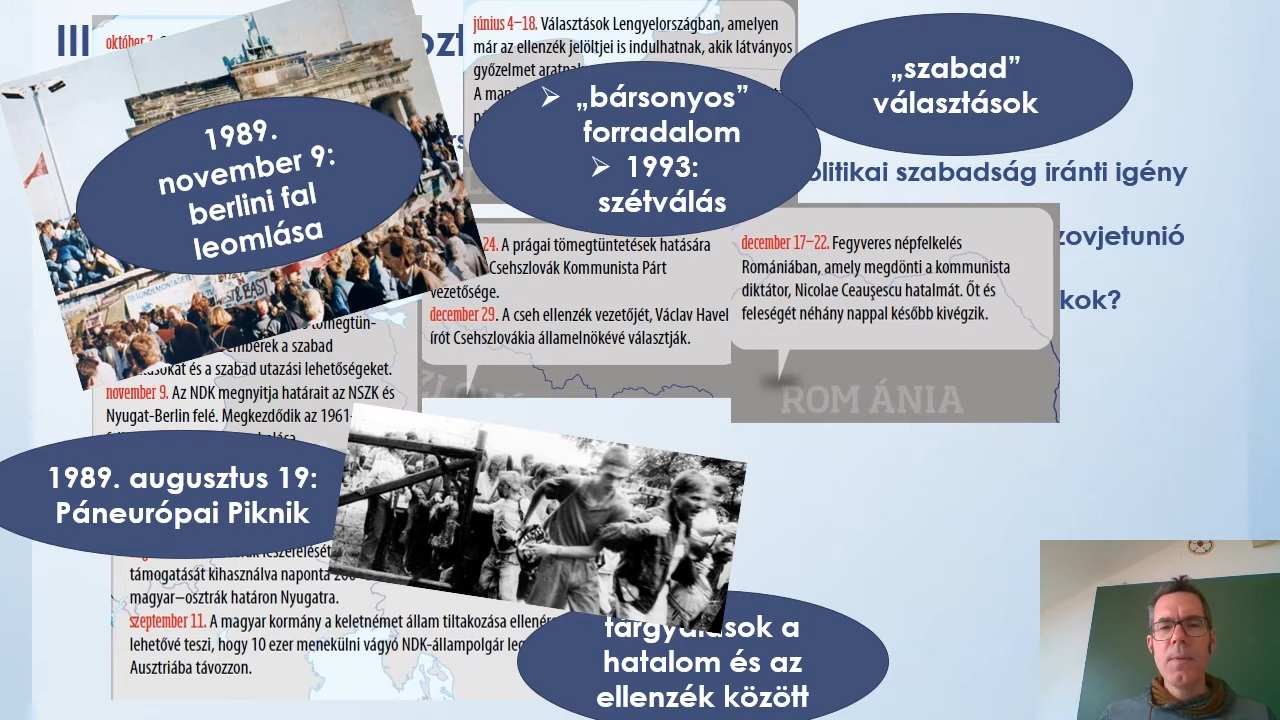 III
október 7.
június 4–18. Választások Lengyelországban, amelyen
már az ellenzék jelöltjei is indulhatnak, akik látványos
győzelmet
„szabad”
választások
➢ „bársonyos”
forradalom
➢ 1993:
szétválás
1989.
november 9:
berlini fal
leomlása
szabadság iránti igény
kok?
24. A prágai tömegtüntetések hatására
Csehszlovák Kommunista Párt
vezetősége.
december 29. A cseh ellenzék vezetőjét, Václav Havel
írót Csehszlovákia államelnökévé választják.
december 17–22. Fegyveres népfelkelés
Romániában, amely megdönti a kommunista
diktátor, Nicolae Ceaușescu hatalmát. Őt és
feleségét néhány nappal később kivégzik.
ROMÁNIA
emberek a szabad
és a szabad utazási lehetőségeket.
november 9. Az NDK megnyitja határait az NSZK és
Nyugat-Berlin felé. Megkezdődik az 1961-
1989. augusztus 19:
Páneurópai Piknik
támogatását kihasználva naponta
magyar–osztrák határon Nyugatra.
szeptember 11. A magyar kormány a keletnémet állam tiltakozása
lehetővé teszi, hogy 10 ezer menekülni vágyó NDK-állampolgár
Ausztriába távozzon.
tárgyalások a
hatalom és az
ellenzék között